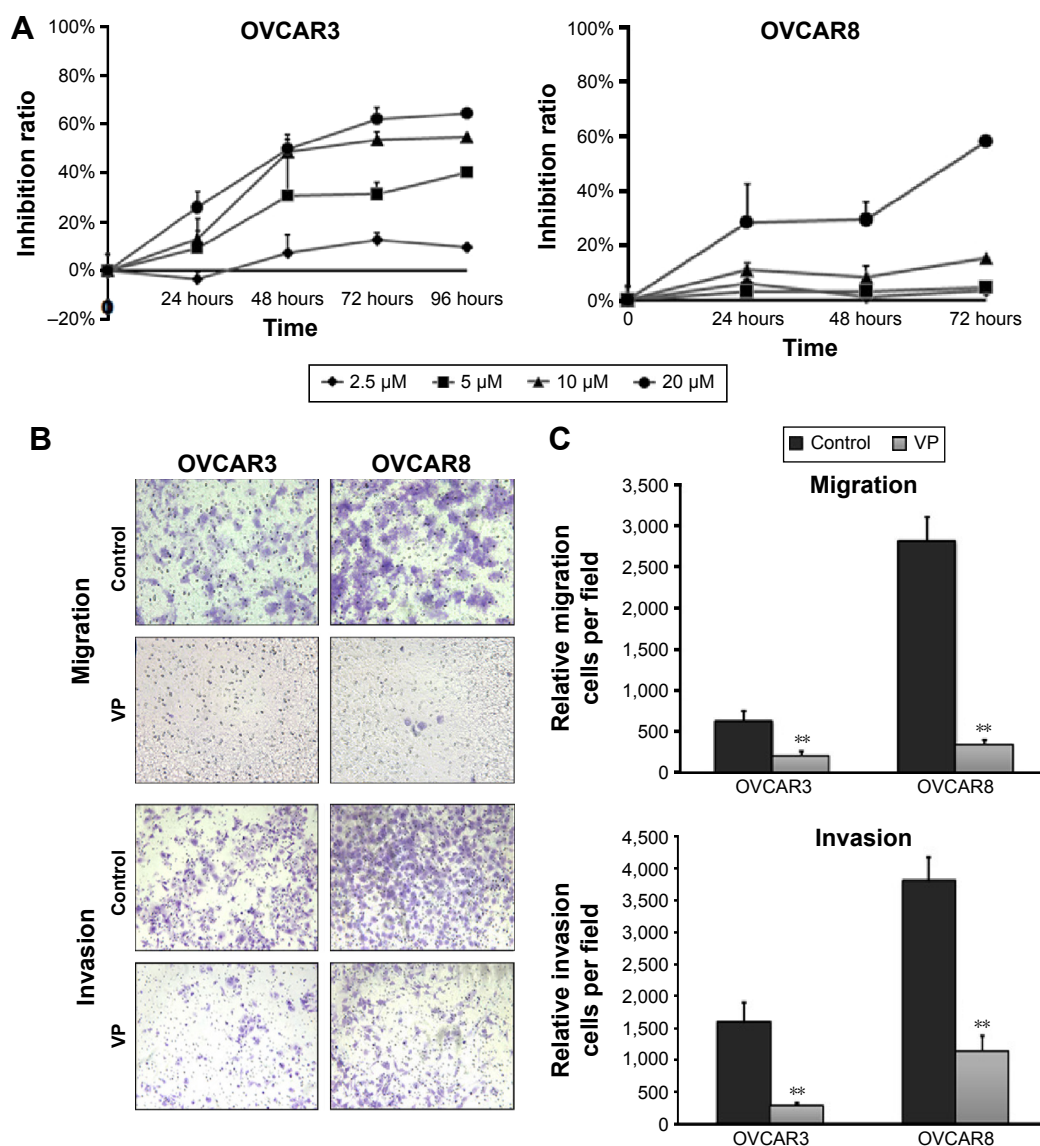 A
OVCAR3
100%
80%
60%
40%
20%
0%
–20%
Inhibition ratio
0
24 hours
48 hours
72 hours
96 hours
Time
OVCAR8
100%
80%
60%
40%
20%
0%
Inhibition ratio
0
24 hours
48 hours
72 hours
Time
2.5 µM
5 µM
10 µM
20 µM
B
OVCAR3
OVCAR8
Migration
Control
VP
Invasion
Control
VP
C
Control
VP
Migration
3,500
3,000
2,500
2,000
1,500
1,000
500
0
Relative migration
cells per field
**
**
OVCAR3
OVCAR8
Invasion
4,500
4,000
3,500
3,000
2,500
2,000
1,500
1,000
500
0
Relative invasion
cells per field
**
**
OVCAR3
OVCAR8